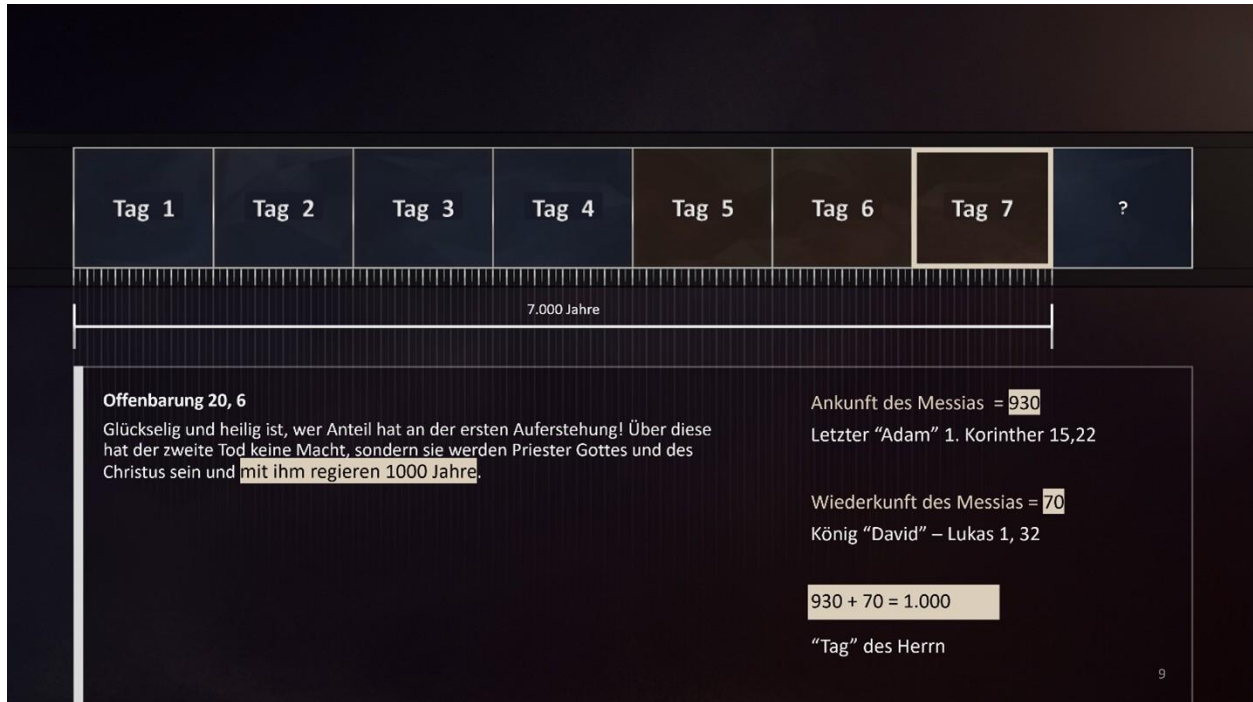 Tag 1
Tag 2
Tag 3
Tag 4
Tag 5
Tag 6
Tag 7
?
7.000 Jahre
Offenbarung 20, 6
Glückselig und heilig ist, wer Anteil hat an der ersten Auferstehung! Über diese
hat der zweite Tod keine Macht, sondern sie werden Priester Gottes und des
Christus sein und mit ihm regieren 1000 Jahre.
Ankunft des Messias = 930
Letzter “Adam” 1. Korinther 15,22
Wiederkunft des Messias = 70
König “David” – Lukas 1, 32
930 + 70 = 1.000
“Tag” des Herrn
9